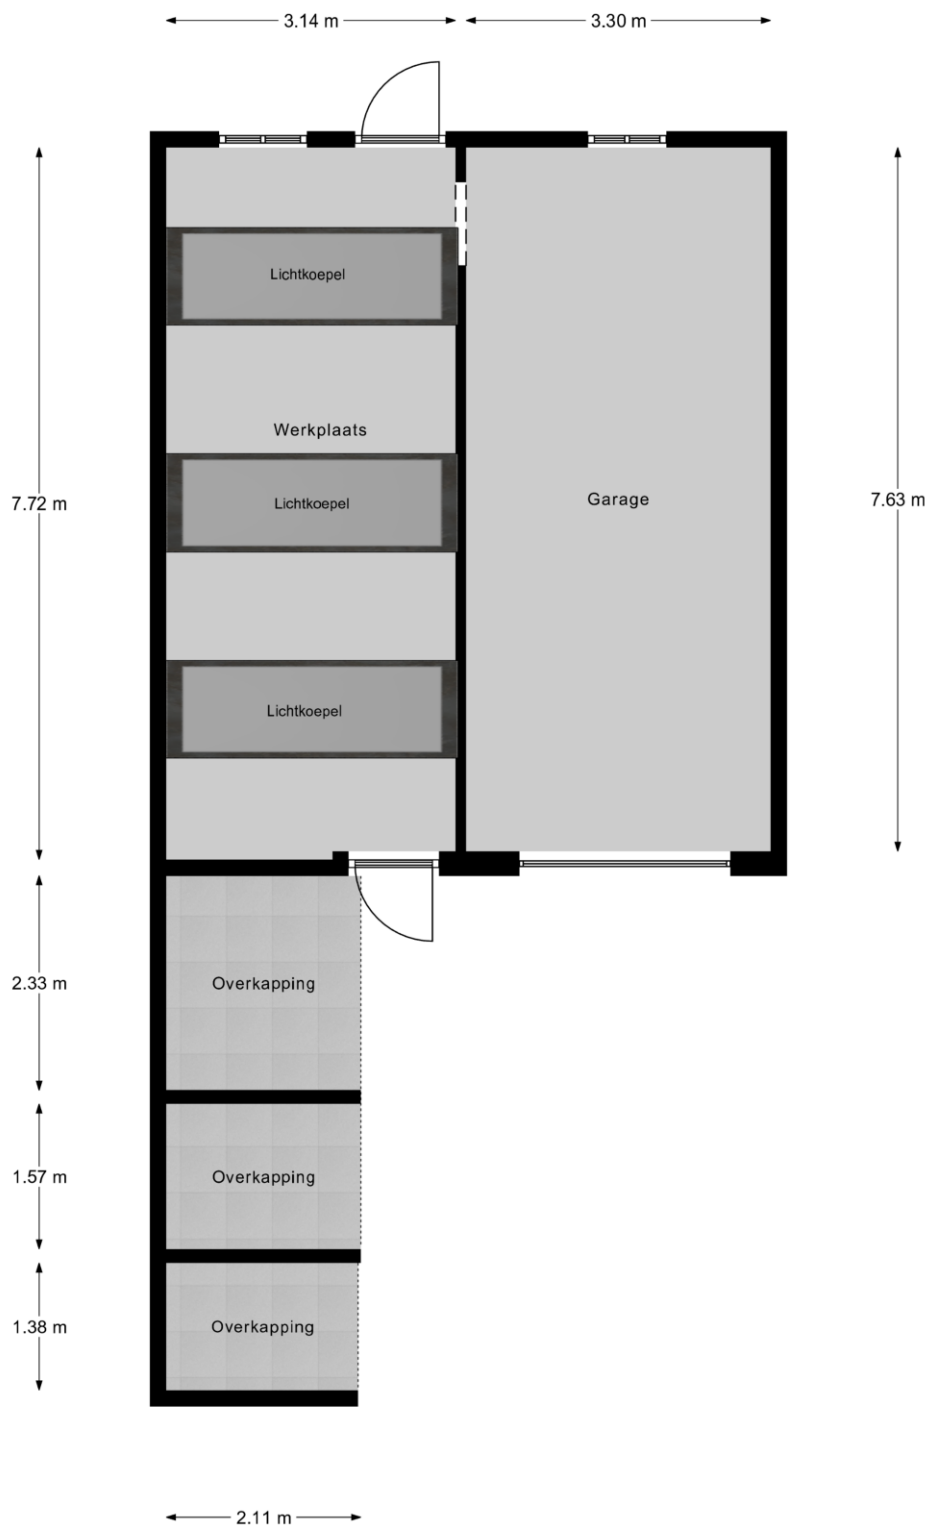 3.14 m
3.30 m
Lichtkoepel
Werkplaats
7.72 m
Lichtkoepel
Garage
7.63 m
Lichtkoepel
2.33 m
Overkapping
1.57 m
Overkapping
1.38 m
Overkapping
2.11 m